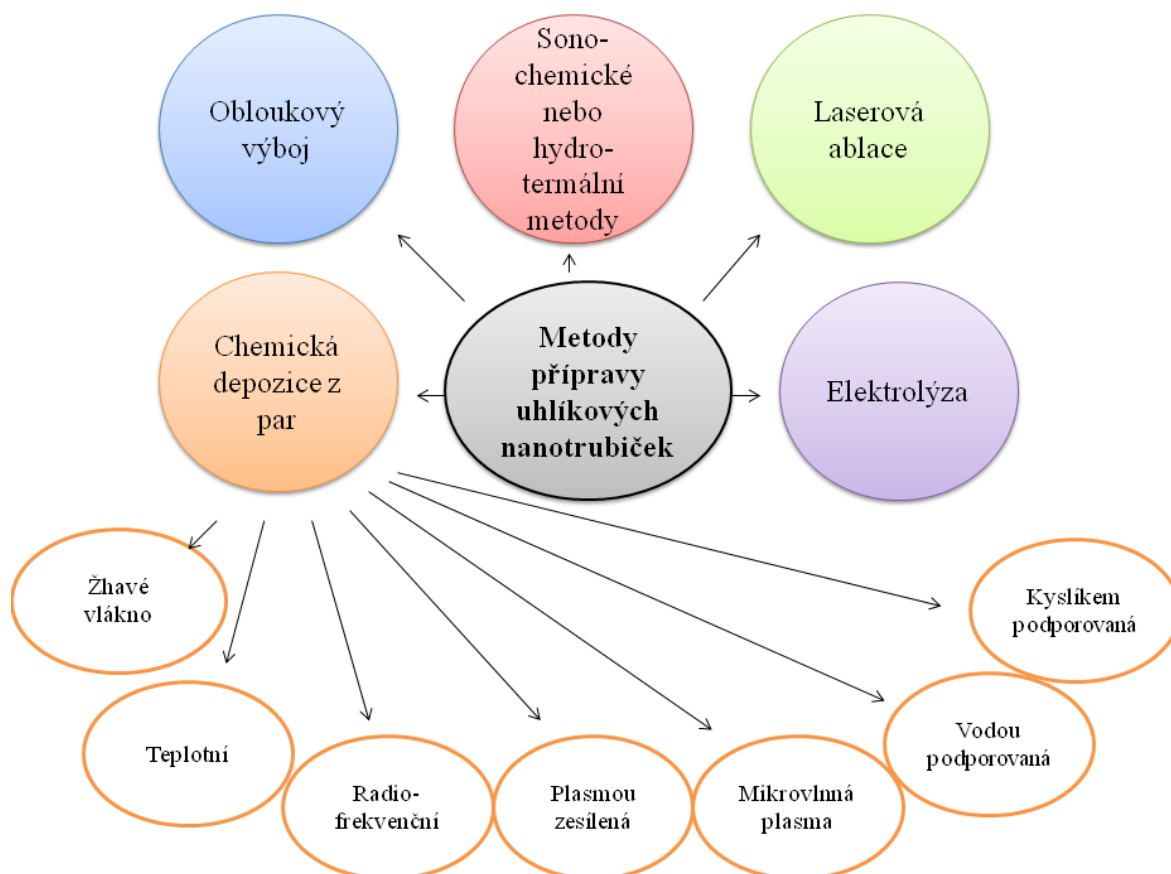 Obloukový
výboj
Sono-
chemické
nebo
hydro-
termální
metody
Laserová
ablace
Chemická
depozice z
par
Metody
přípravy
uhlíkových
nanotrubiček
Elektrolýza
Žhavé
vlákno
Teplotní
Radio-
frekvenční
Plasmou
zesílená
Mikrovlnná
plasma
Vodou
podporovaná
Kyslíkem
podporovaná